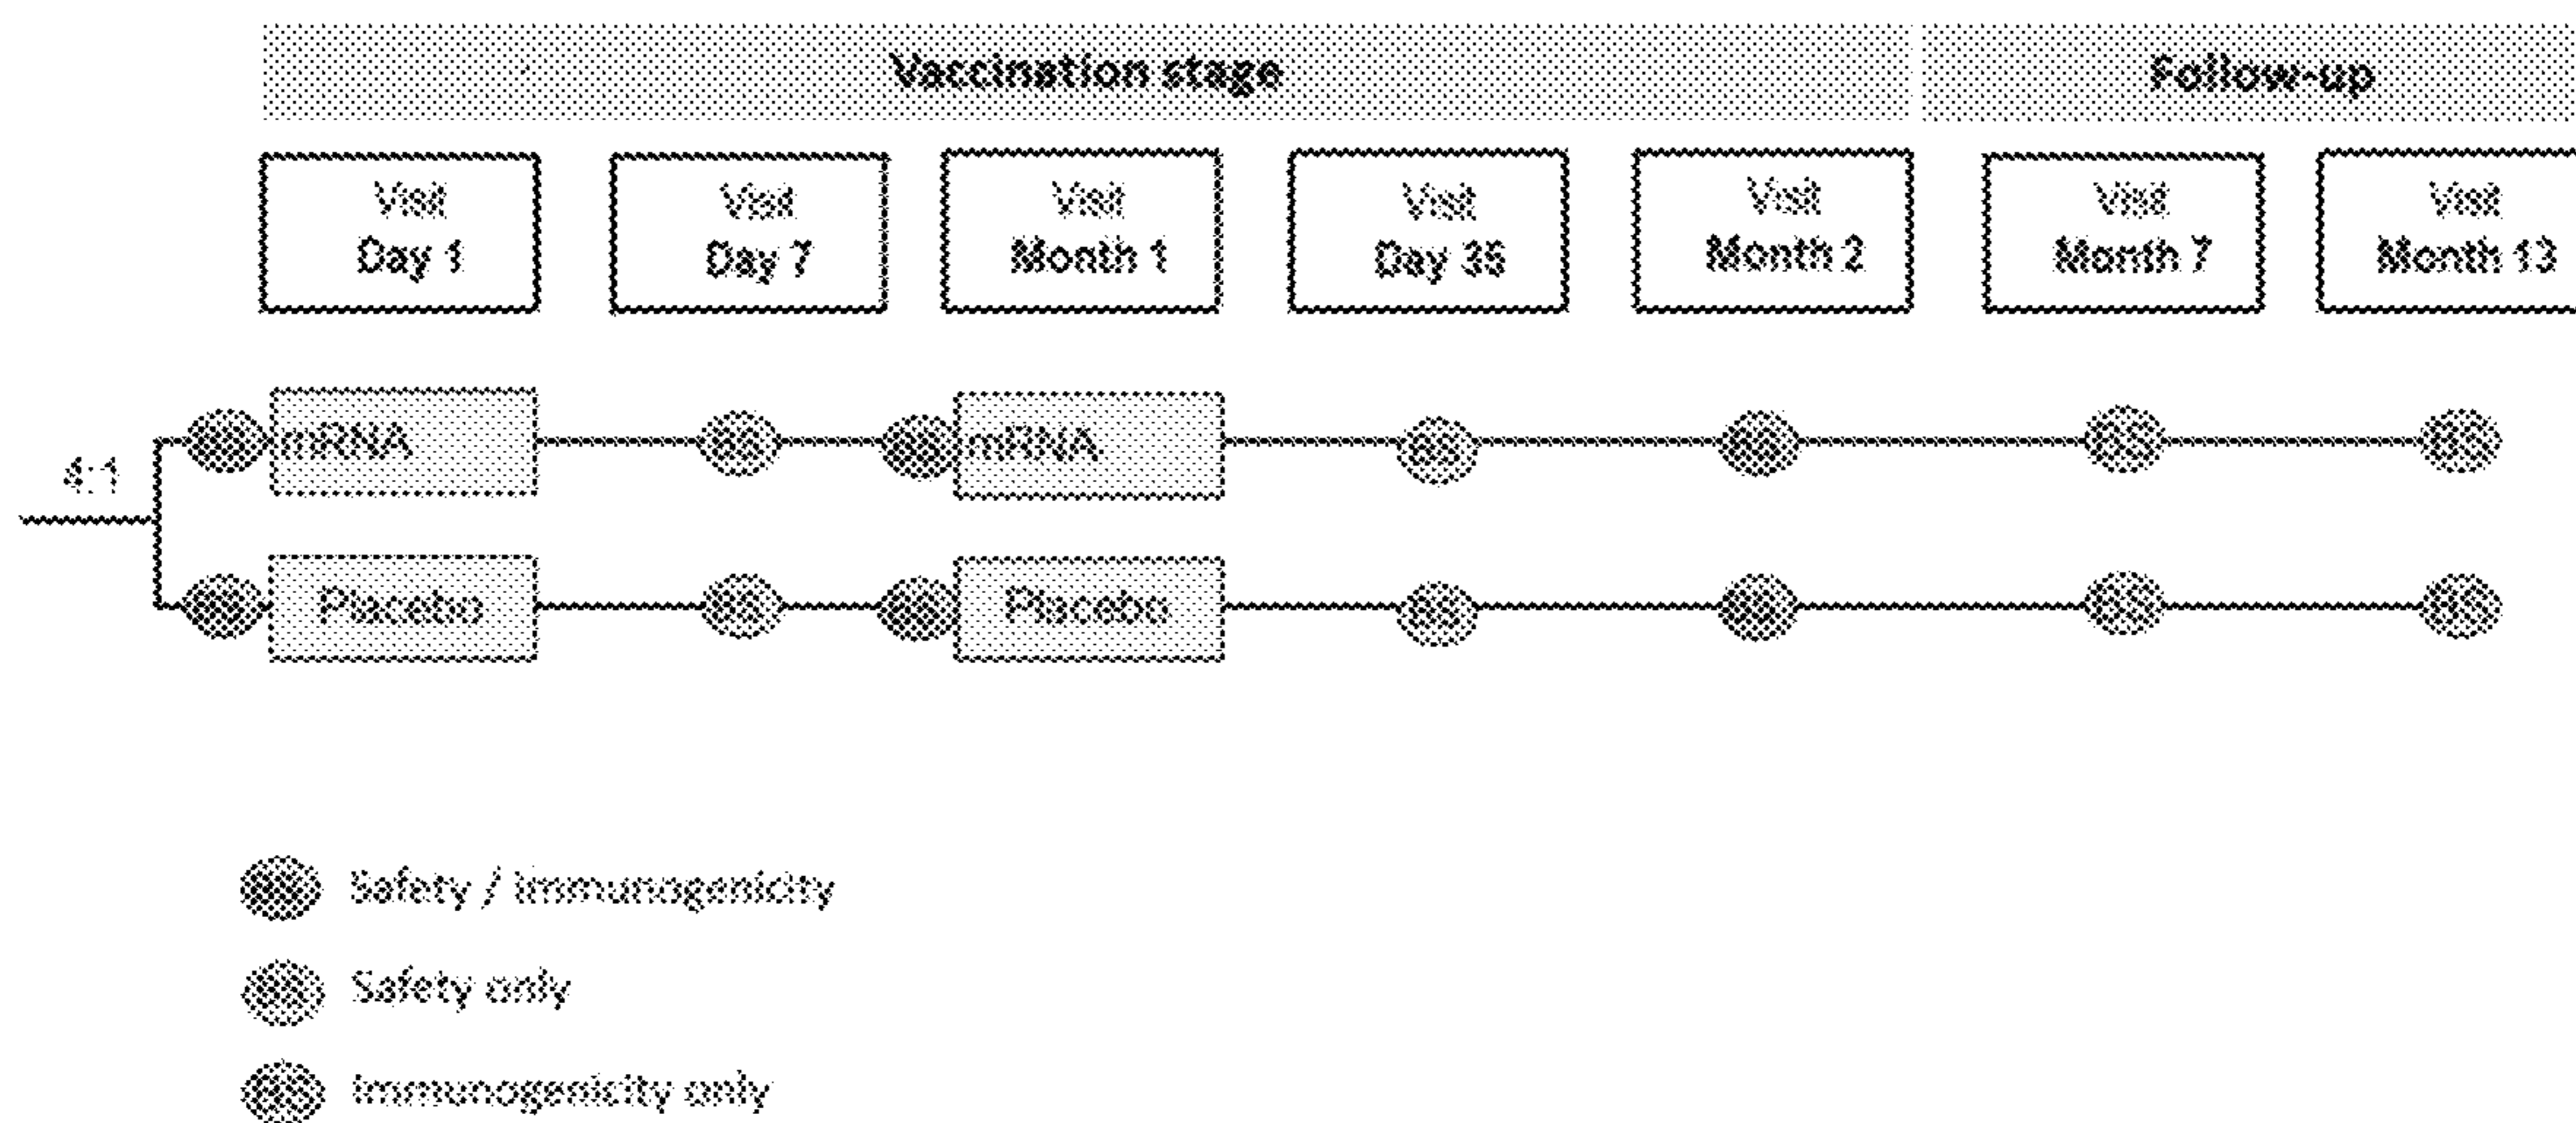 Vaccination stage
Follow-up
Visit
Day 1
Visit
Day 7
Visit
Month 1
Visit
Day 35
Visit
Month 2
Visit
Month 7
Visit
Month 13
4:1
mRNA
mRNA
Placebo
Placebo
Safety / Immunogenicity
Safety only
Immunogenicity only